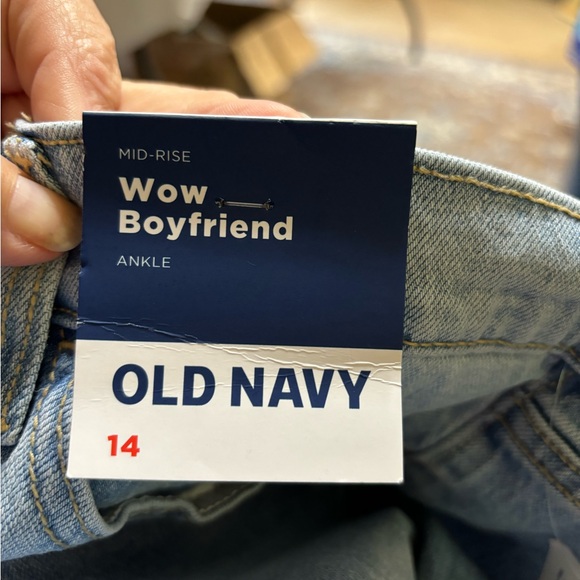 MID-RISE
Wow
Boyfriend
ANKLE
OLD NAVY
14